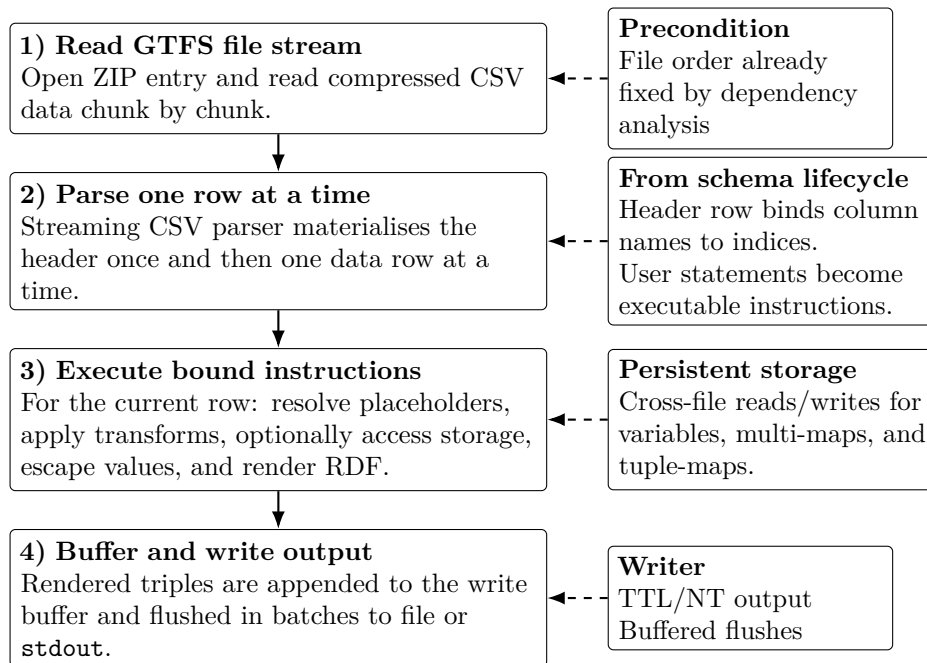 1) Read GTFS file stream
Open ZIP entry and read compressed CSV
data chunk by chunk.
Precondition
File order already
fixed by dependency
analysis
2) Parse one row at a time
Streaming CSV parser materialises the
header once and then one data row at a
time.
From schema lifecycle
Header row binds column
names to indices.
User statements become
executable instructions.
3) Execute bound instructions
For the current row: resolve placeholders,
apply transforms, optionally access storage,
escape values, and render RDF.
Persistent storage
Cross-file reads/writes for
variables, multi-maps, and
tuple-maps.
4) Buffer and write output
Rendered triples are appended to the write
buffer and flushed in batches to file or
stdout.
Writer
TTL/NT output
Buffered flushes